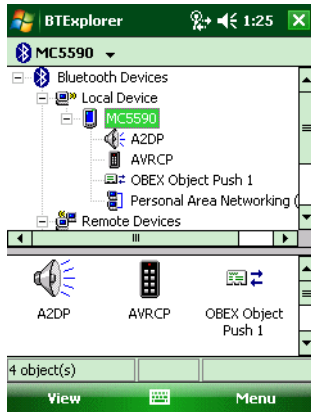 BTExplorer 1:25
MC5590
Bluetooth Devices
Local Device
MC5590
A2DP
AVRCP
OBEX Object Push 1
Personal Area Networking (
Remote Devices
A2DP AVRCP OBEX Object
Push 1
4 object(s)
View Menu